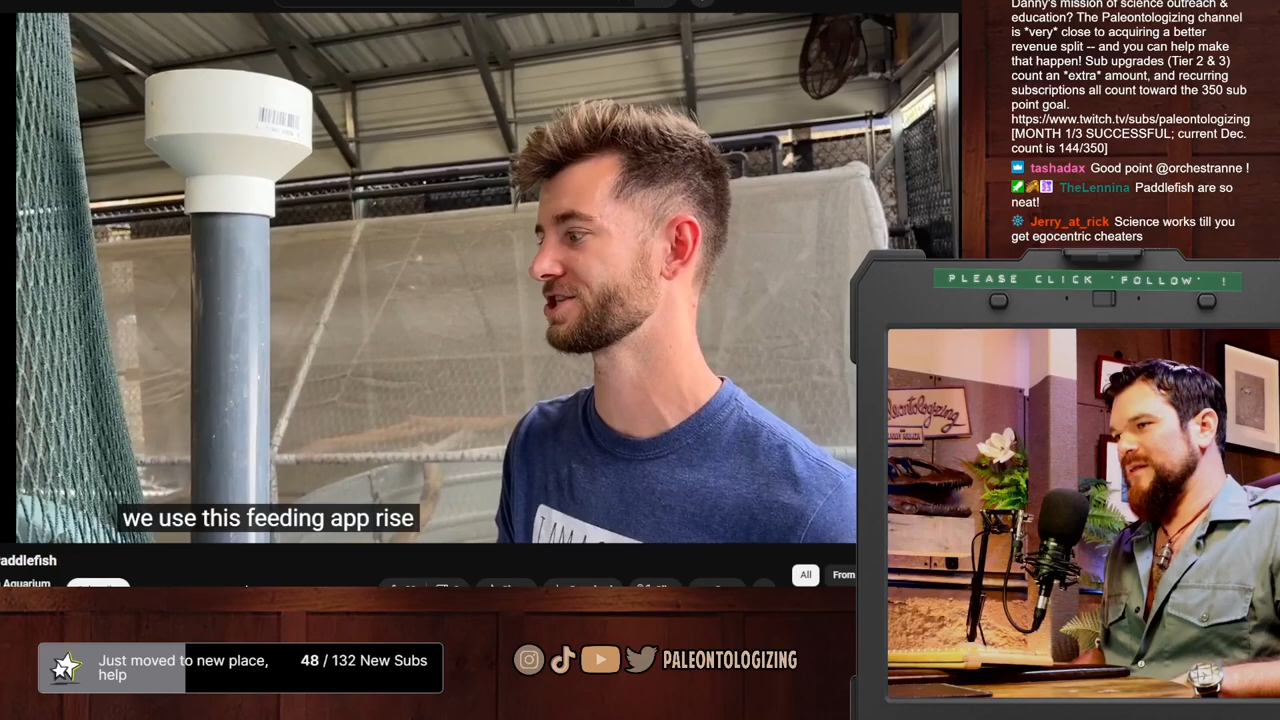 Danny's mission of science outreach &
education? The Paleontologizing channel
is *very* close to acquiring a better
revenue split -- and you can help make
that happen! Sub upgrades (Tier 2 & 3)
count an *extra* amount, and recurring
subscriptions all count toward the 350 sub
point goal.
https://www.twitch.tv/subs/paleontologizing
[MONTH 1/3 SUCCESSFUL; current Dec.
count is 144/350]
tashadax Good point @orchestranne !
TheLennina Paddlefish are so
neat!
Jerry_at_rick Science works till you
get egocentric cheaters
PLEASE CLICK "FOLLOW" !
we use this feeding app rise
addlefish
Aquarium
All From
Just moved to new place,
help
48 / 132 New Subs
PALEONTOLOGIZING